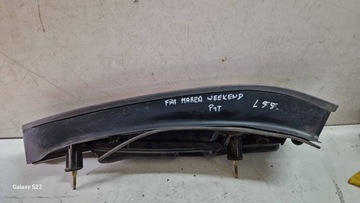 FIAT MAREA WEEKEND
P+T L55.
Galaxy S22